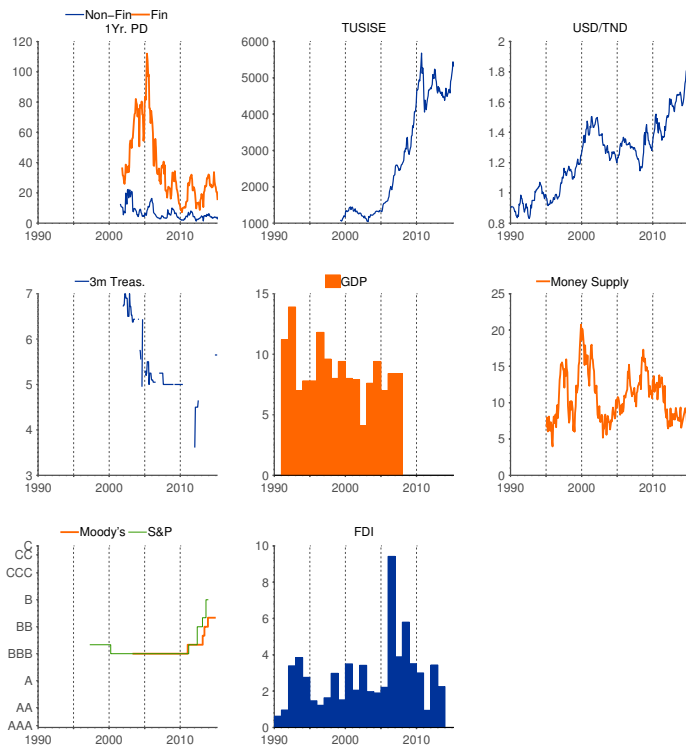 Non−Fin Fin
1Yr. PD
120
100
80
60
40
20
0
1990 2000 2010
TUSISE
6000
5000
4000
3000
2000
1000
1990 2000 2010
USD/TND
2
1.8
1.6
1.4
1.2
1
0.8
1990 2000 2010
3m Treas.
7
6
5
4
3
1990 2000 2010
GDP
15
10
5
0
1990 2000 2010
Money Supply
25
20
15
10
5
0
1990 2000 2010
Moody's S&P
C
CC
CCC
B
BB
BBB
A
AA
AAA
1990 2000 2010
FDI
10
8
6
4
2
0
1990 2000 2010